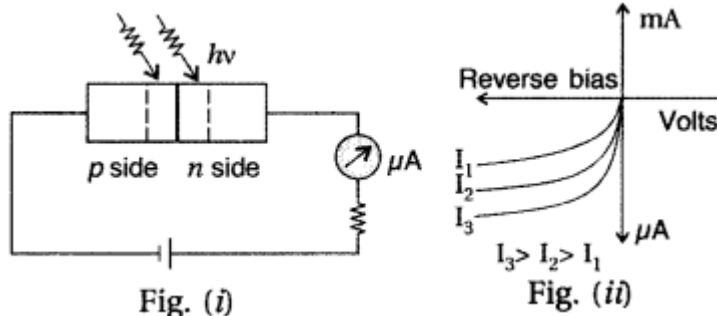 hν
p side n side
μA
Fig. (i)
mA
Reverse bias
Volts
I₁
I₂
I₃
μA
I₃> I₂> I₁
Fig. (ii)